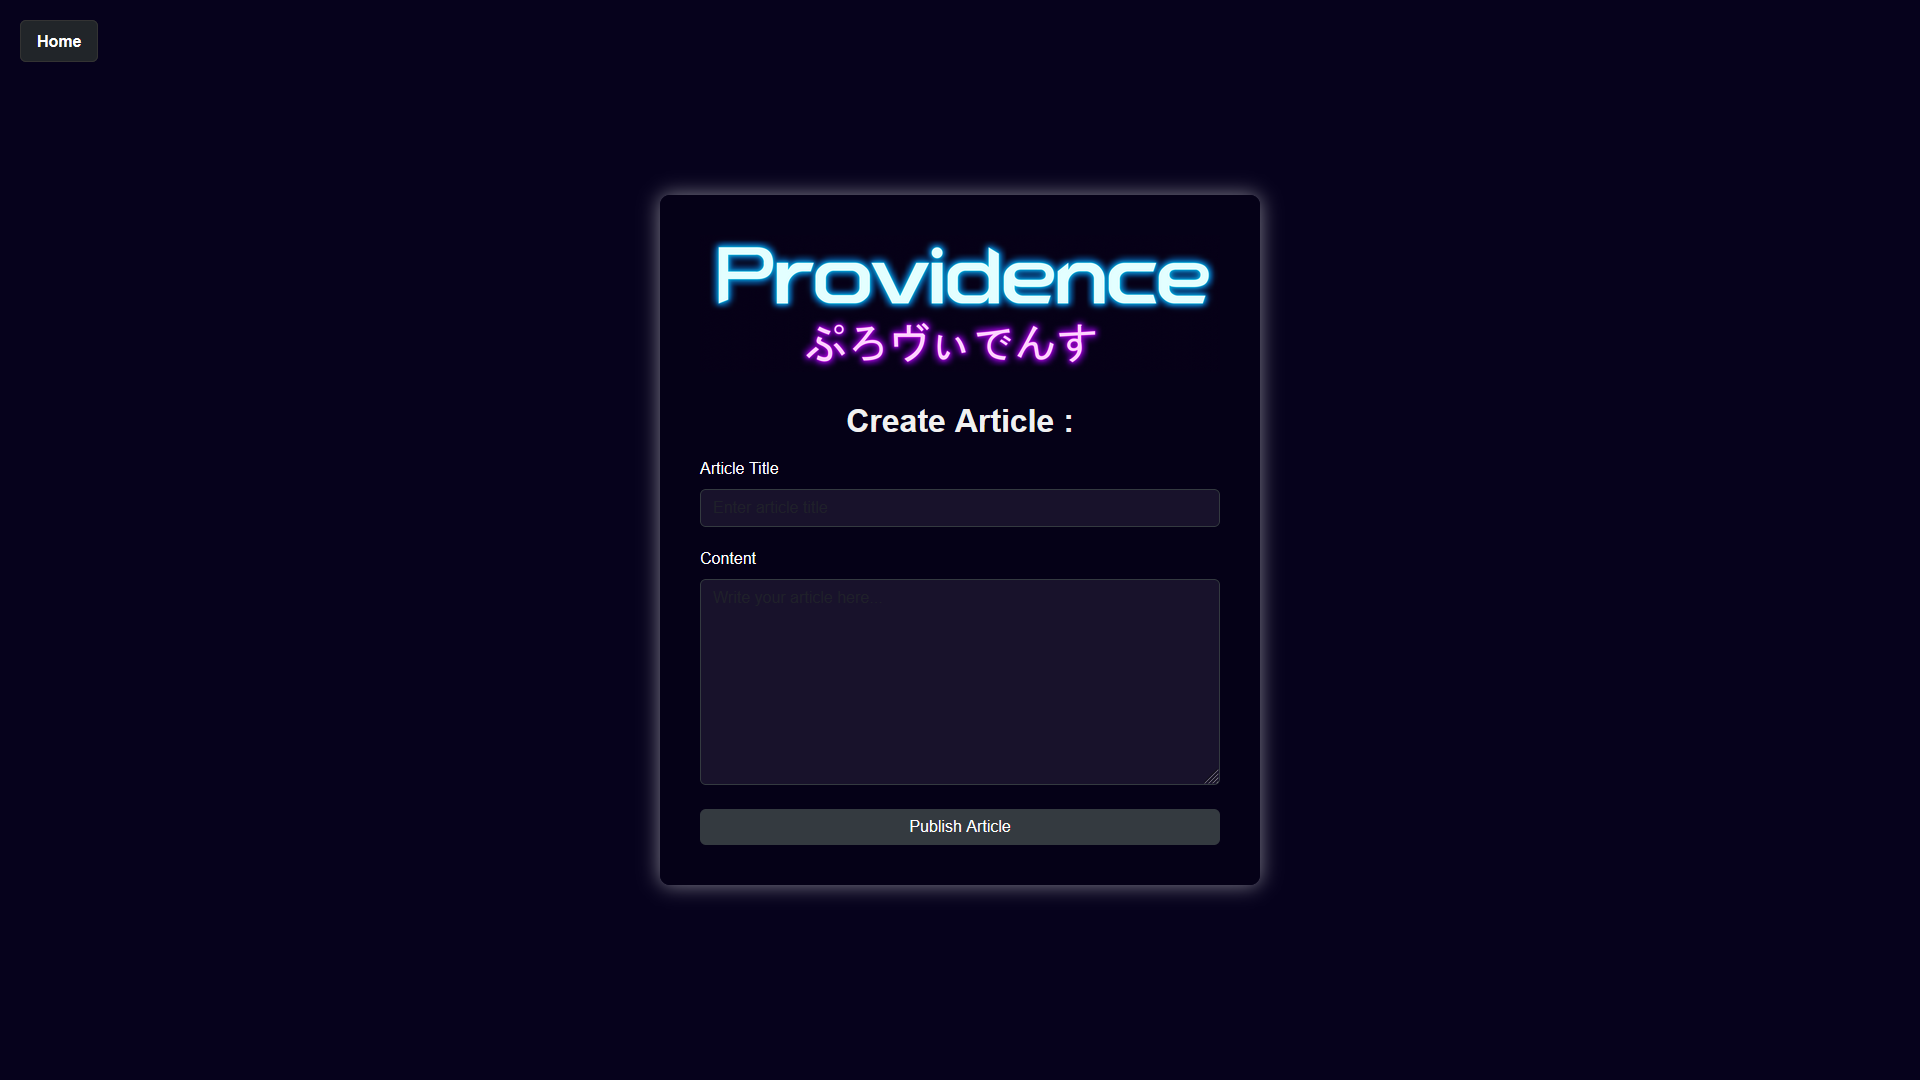 Home
Providence
ぷろヴぃでんす
Create Article :
Article Title
Enter article title
Content
Write your article here.
Publish Article